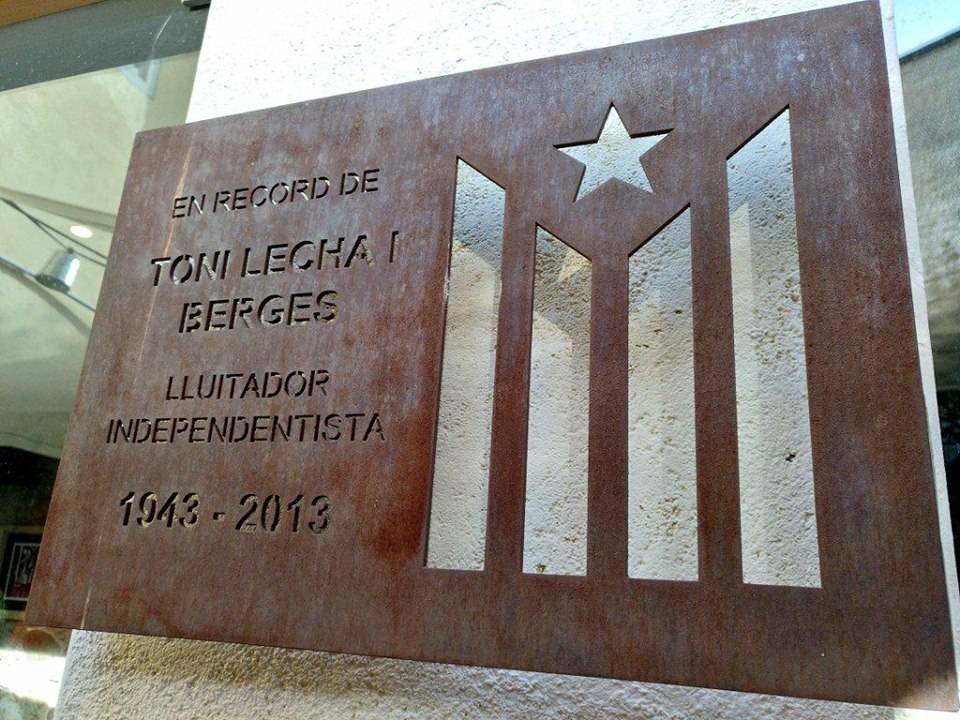 EN RECORD DE
TONI LECHA I
BERGES
LLUITADOR
INDEPENDENTISTA
1943 - 2013